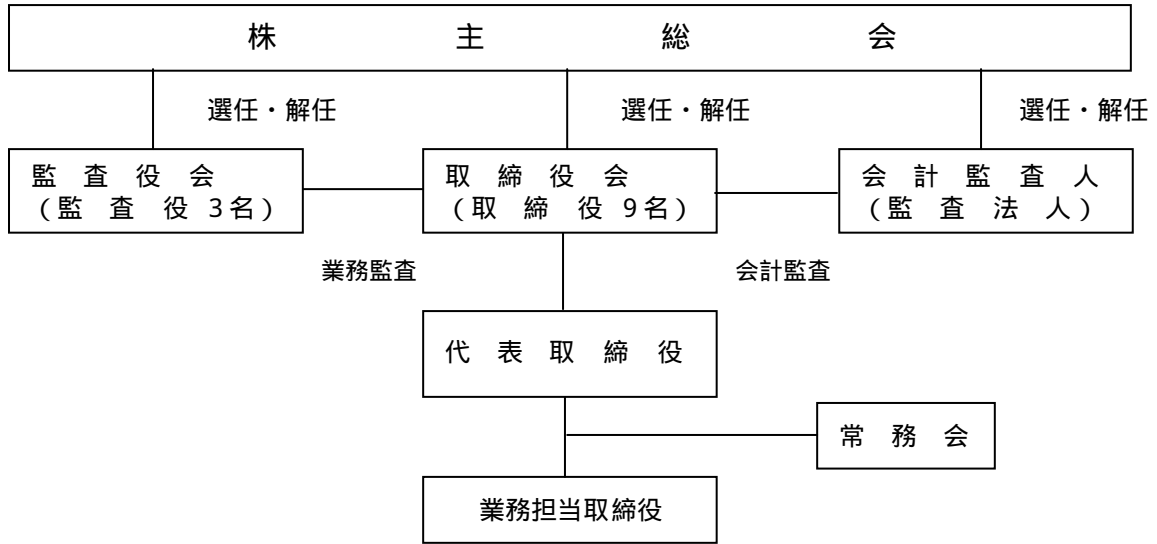 株 主 総 会
選任・解任 選任・解任 選任・解任
監 査 役 会
(監 査 役 3名)
取 締 役 会
(取 締 役 9名)
会 計 監 査 人
(監 査 法 人)
業務監査 会計監査
代 表 取 締 役
常 務 会
業務担当取締役